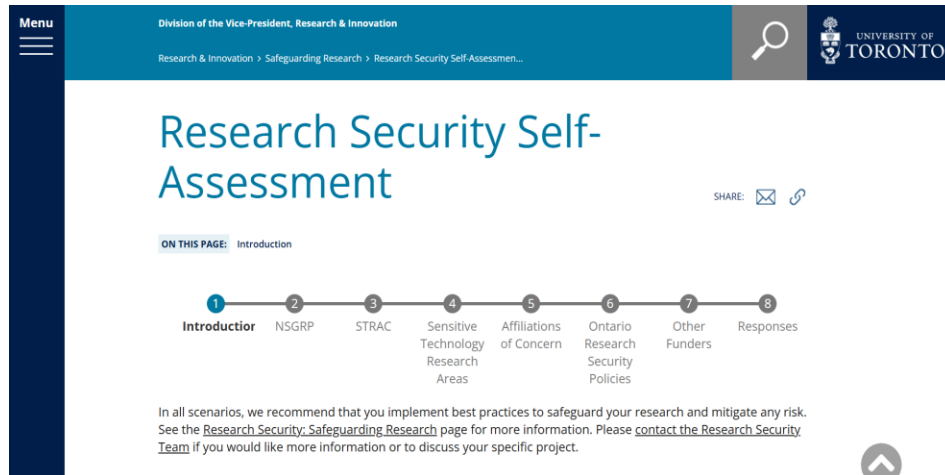 Menu
Division of the Vice-President, Research & Innovation
Research & Innovation > Safeguarding Research > Research Security Self-Assessmen...
UNIVERSITY OF
TORONTO
Research Security Self-
Assessment
SHARE:
ON THIS PAGE: Introduction
1 2 3 4 5 6 7 8
Introduction NSGRP STRAC Sensitive Affiliations Ontario Other Responses
Technology of Concern Research Funders
Research Security
Areas Policies
In all scenarios, we recommend that you implement best practices to safeguard your research and mitigate any risk.
See the Research Security: Safeguarding Research page for more information. Please contact the Research Security
Team if you would like more information or to discuss your specific project.